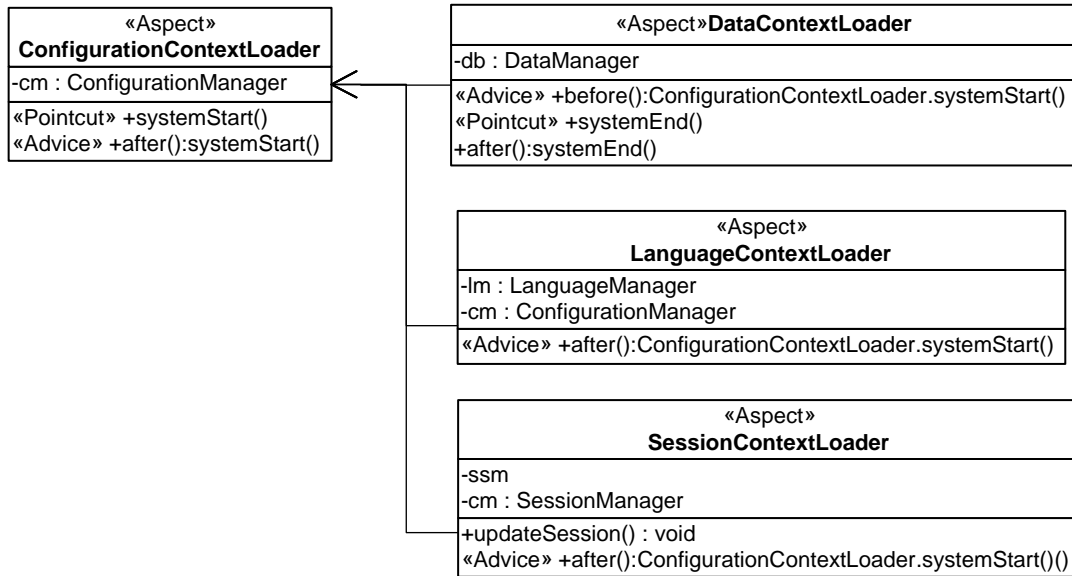 «Aspect»
ConfigurationContextLoader
-cm : ConfigurationManager
«Pointcut» +systemStart()
«Advice» +after():systemStart()
«Aspect»DataContextLoader
-db : DataManager
«Advice» +before():ConfigurationContextLoader.systemStart()
«Pointcut» +systemEnd()
+after():systemEnd()
«Aspect»
LanguageContextLoader
-lm : LanguageManager
-cm : ConfigurationManager
«Advice» +after():ConfigurationContextLoader.systemStart()
«Aspect»
SessionContextLoader
-ssm
-cm : SessionManager
+updateSession() : void
«Advice» +after():ConfigurationContextLoader.systemStart()()